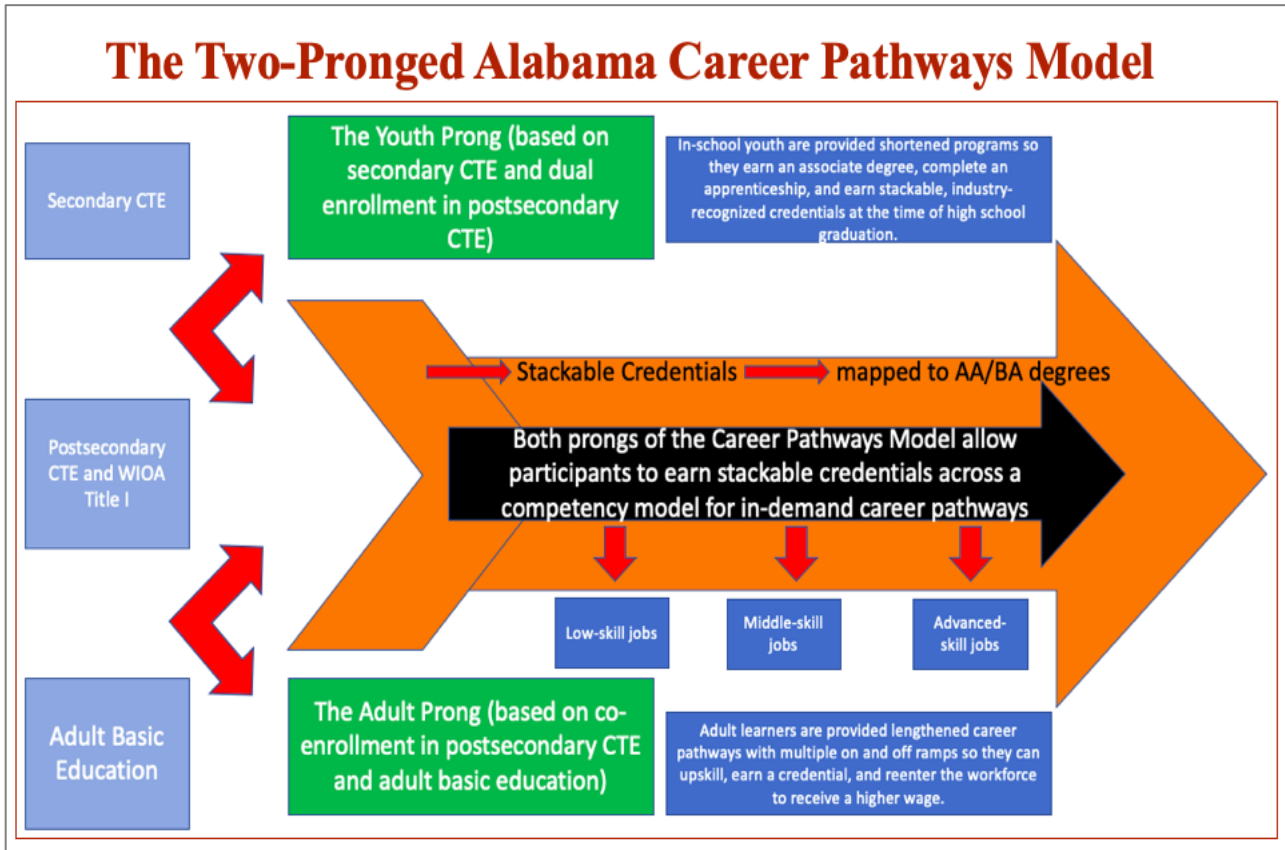 The Two-Pronged Alabama Career Pathways Model
Secondary CTE
The Youth Prong (based on
secondary CTE and dual
enrollment in postsecondary
CTE)
In-school youth are provided shortened programs so
they earn an associate degree, complete an
apprenticeship, and earn stackable, industry-
recognized credentials at the time of high school
graduation.
Postsecondary
CTE and WIOA
Title I
Stackable Credentials
mapped to AA/BA degrees
Both prongs of the Career Pathways Model allow
participants to earn stackable credentials across a
competency model for in-demand career pathways
Low-skill jobs
Middle-skill
jobs
Advanced-
skill jobs
Adult Basic
Education
The Adult Prong (based on co-
enrollment in postsecondary CTE
and adult basic education)
Adult learners are provided lengthened career
pathways with multiple on and off ramps so they can
upskill, earn a credential, and reenter the workforce
to receive a higher wage.